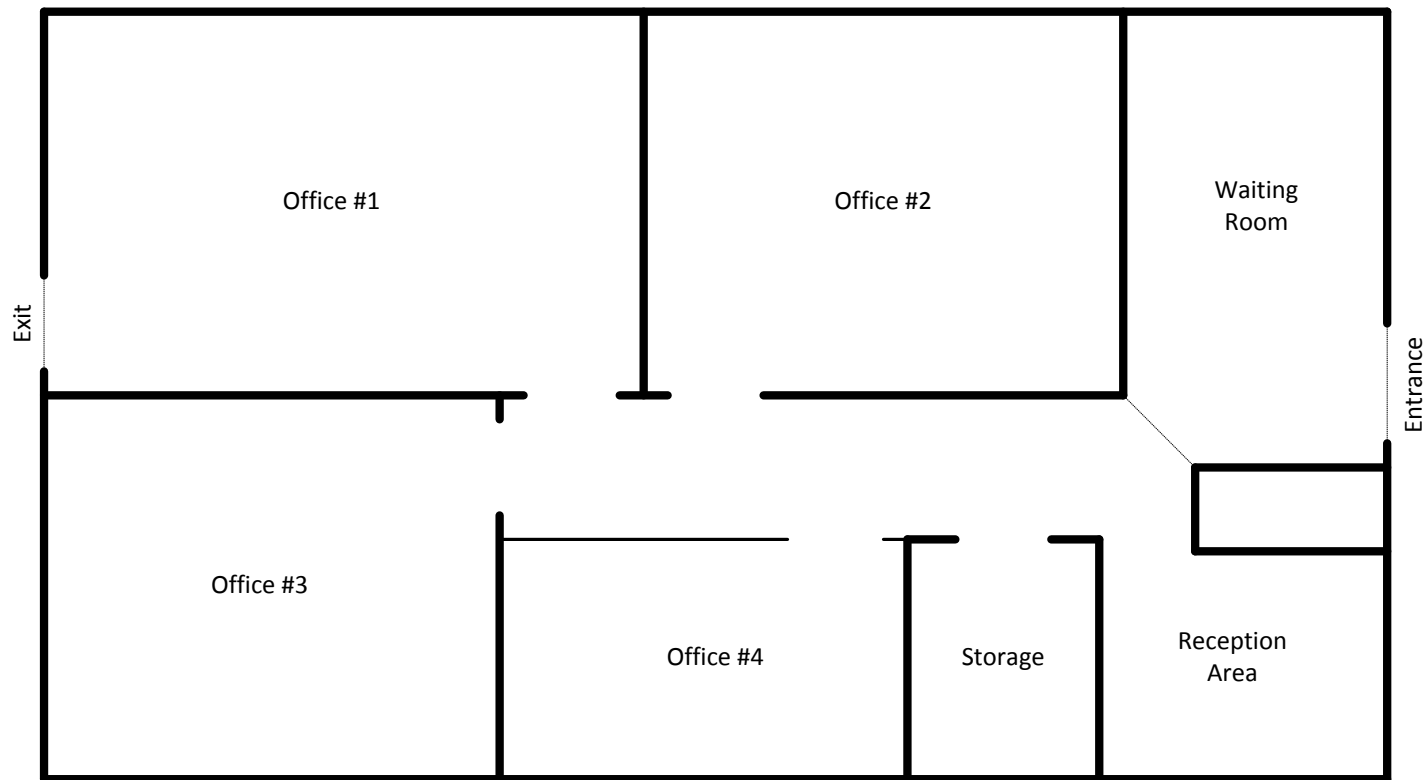 Office #1
Office #2
Waiting
Room
Exit
Entrance
Office #3
Office #4
Storage
Reception
Area